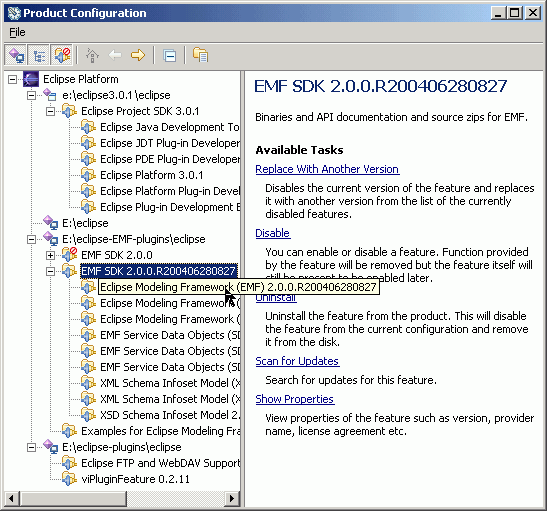 Product Configuration
File
Eclipse Platform
e:\eclipse3.0.1\eclipse
Eclipse Project SDK 3.0.1
Eclipse Java Development To
Eclipse JDT Plug-in Developer
Eclipse PDE Plug-in Developer
Eclipse Platform 3.0.1
Eclipse Platform Plug-in Devel
Eclipse Plug-in Development E
E:\eclipse
E:\eclipse-EMF-plugins\eclipse
EMF SDK 2.0.0
EMF SDK 2.0.0.R200406280827
Eclipse Modeling Framework (EMF) 2.0.0.R200406280827
Eclipse Modeling Framework (
Eclipse Modeling Framework (
EMF Service Data Objects (SD
EMF Service Data Objects (SD
XML Schema Infoset Model (X
XML Schema Infoset Model (X
XSD Schema Infoset Model 2.
Examples for Eclipse Modeling Fra
E:\eclipse-plugins\eclipse
Eclipse FTP and WebDAV Support
viPluginFeature 0.2.11
EMF SDK 2.0.0.R200406280827
Binaries and API documentation and source zips for EMF.
Available Tasks
Replace With Another Version
Disables the current version of the feature and replaces
it with another version from the list of the currently
disabled features.
Disable
You can enable or disable a feature. Function provided
by the feature will be removed but the feature itself will
still be present to be enabled later.
Uninstall
Uninstall the feature from the product. This will disable
the feature from the current configuration and remove
it from the disk.
Scan for Updates
Search for updates for this feature.
Show Properties
View properties of the feature such as version, provider
name, license agreement etc.